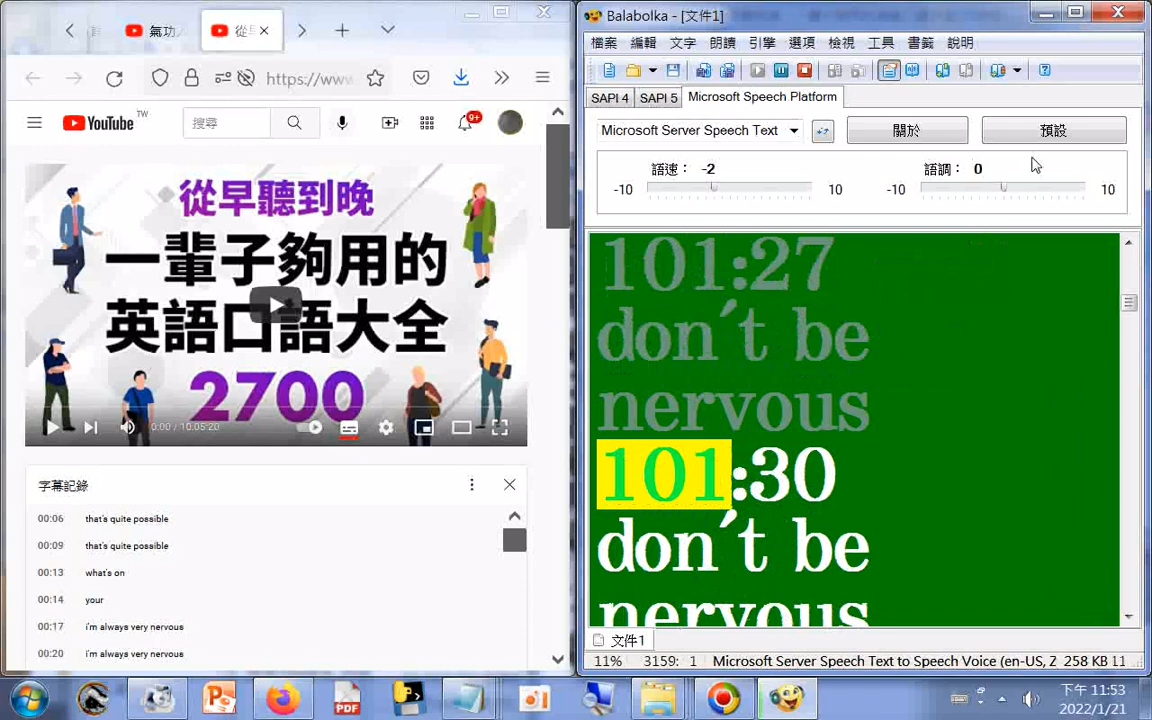 氣功
從
https://www
YouTube TW
搜尋
9+
從早聽到晚
一輩子夠用的
英語口語大全
2700
0:00 / 10:05:20
字幕記錄
00:06 that's quite possible
00:09 that's quite possible
00:13 what's on
00:14 your
00:17 i'm always very nervous
00:20 i'm always very nervous
Balabolka - [文件1]
檔案 編輯 文字 朗讀 引擎 選項 檢視 工具 書籤 說明
SAPI 4 SAPI 5 Microsoft Speech Platform
Microsoft Server Speech Text 關於 預設
語速： -2 語調： 0
-10 10 -10 10
101:27
don't be
nervous
101:30
don't be
nervous
文件1
11% 3159: 1 Microsoft Server Speech Text to Speech Voice (en-US, Z 258 KB 11
PDF
下午 11:53
2022/1/21